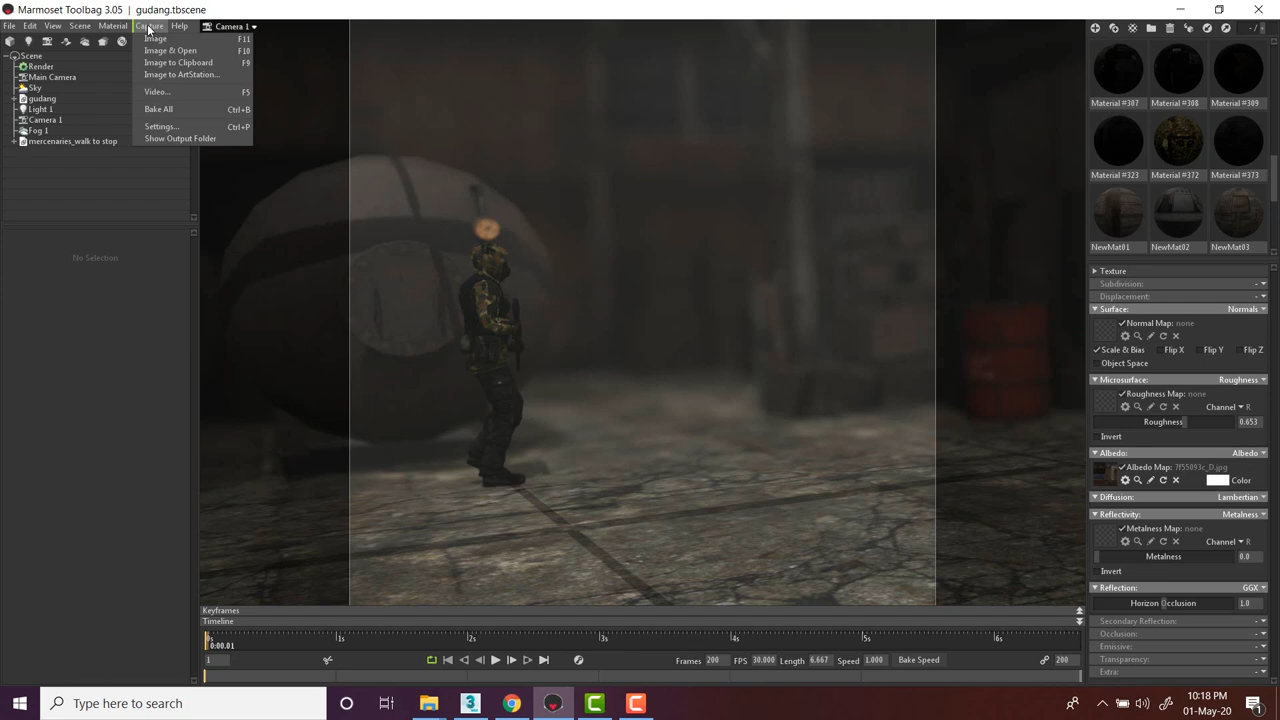 Marmoset Toolbag 3.05 | gudang.tbscene
File Edit View Scene Material Capture Help Camera 1
Image F11
Image & Open F10
Image to Clipboard F9
Image to ArtStation...
Video... F5
Bake All Ctrl+B
Settings... Ctrl+P
Show Output Folder
Scene
Render
Main Camera
Sky
gudang
Light 1
Camera 1
Fog 1
mercenaries_walk to stop
No Selection
- / -
Material #307 Material #308 Material #309
Material #323 Material #372 Material #373
NewMat01 NewMat02 NewMat03
Texture
Subdivision: -
Displacement: -
Surface: Normals
Normal Map: none
Scale & Bias Flip X Flip Y Flip Z
Object Space
Microsurface: Roughness
Roughness Map: none
Channel R
Roughness 0.653
Invert
Albedo: Albedo
Albedo Map: 7f55093c_D.jpg
Color
Diffusion: Lambertian
Reflectivity: Metalness
Metalness Map: none
Channel R
Metalness 0.0
Invert
Reflection: GGX
Horizon Occlusion 1.0
Secondary Reflection: -
Occlusion: -
Emissive: -
Transparency: -
Extra: -
Keyframes
Timeline
0s 1s 2s 3s 4s 5s 6s
0:00.01
1 Frames 200 FPS 30.000 Length 6.667 Speed 1.000 Bake Speed 200
Type here to search
10:18 PM
01-May-20
1